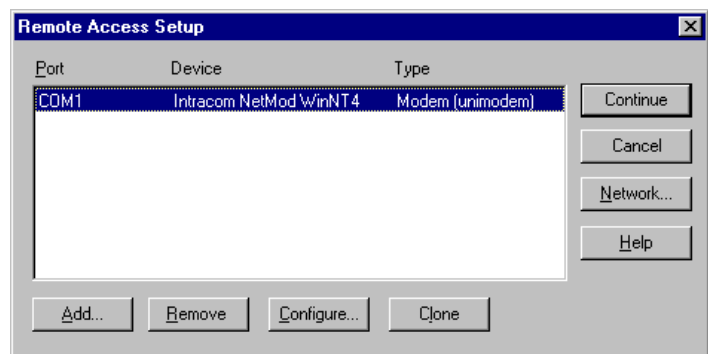 Remote Access Setup
Port Device Type
COM1 Intracom NetMod WinNT4 Modem (unimodem)
Continue
Cancel
Network...
Help
Add... Remove Configure... Clone